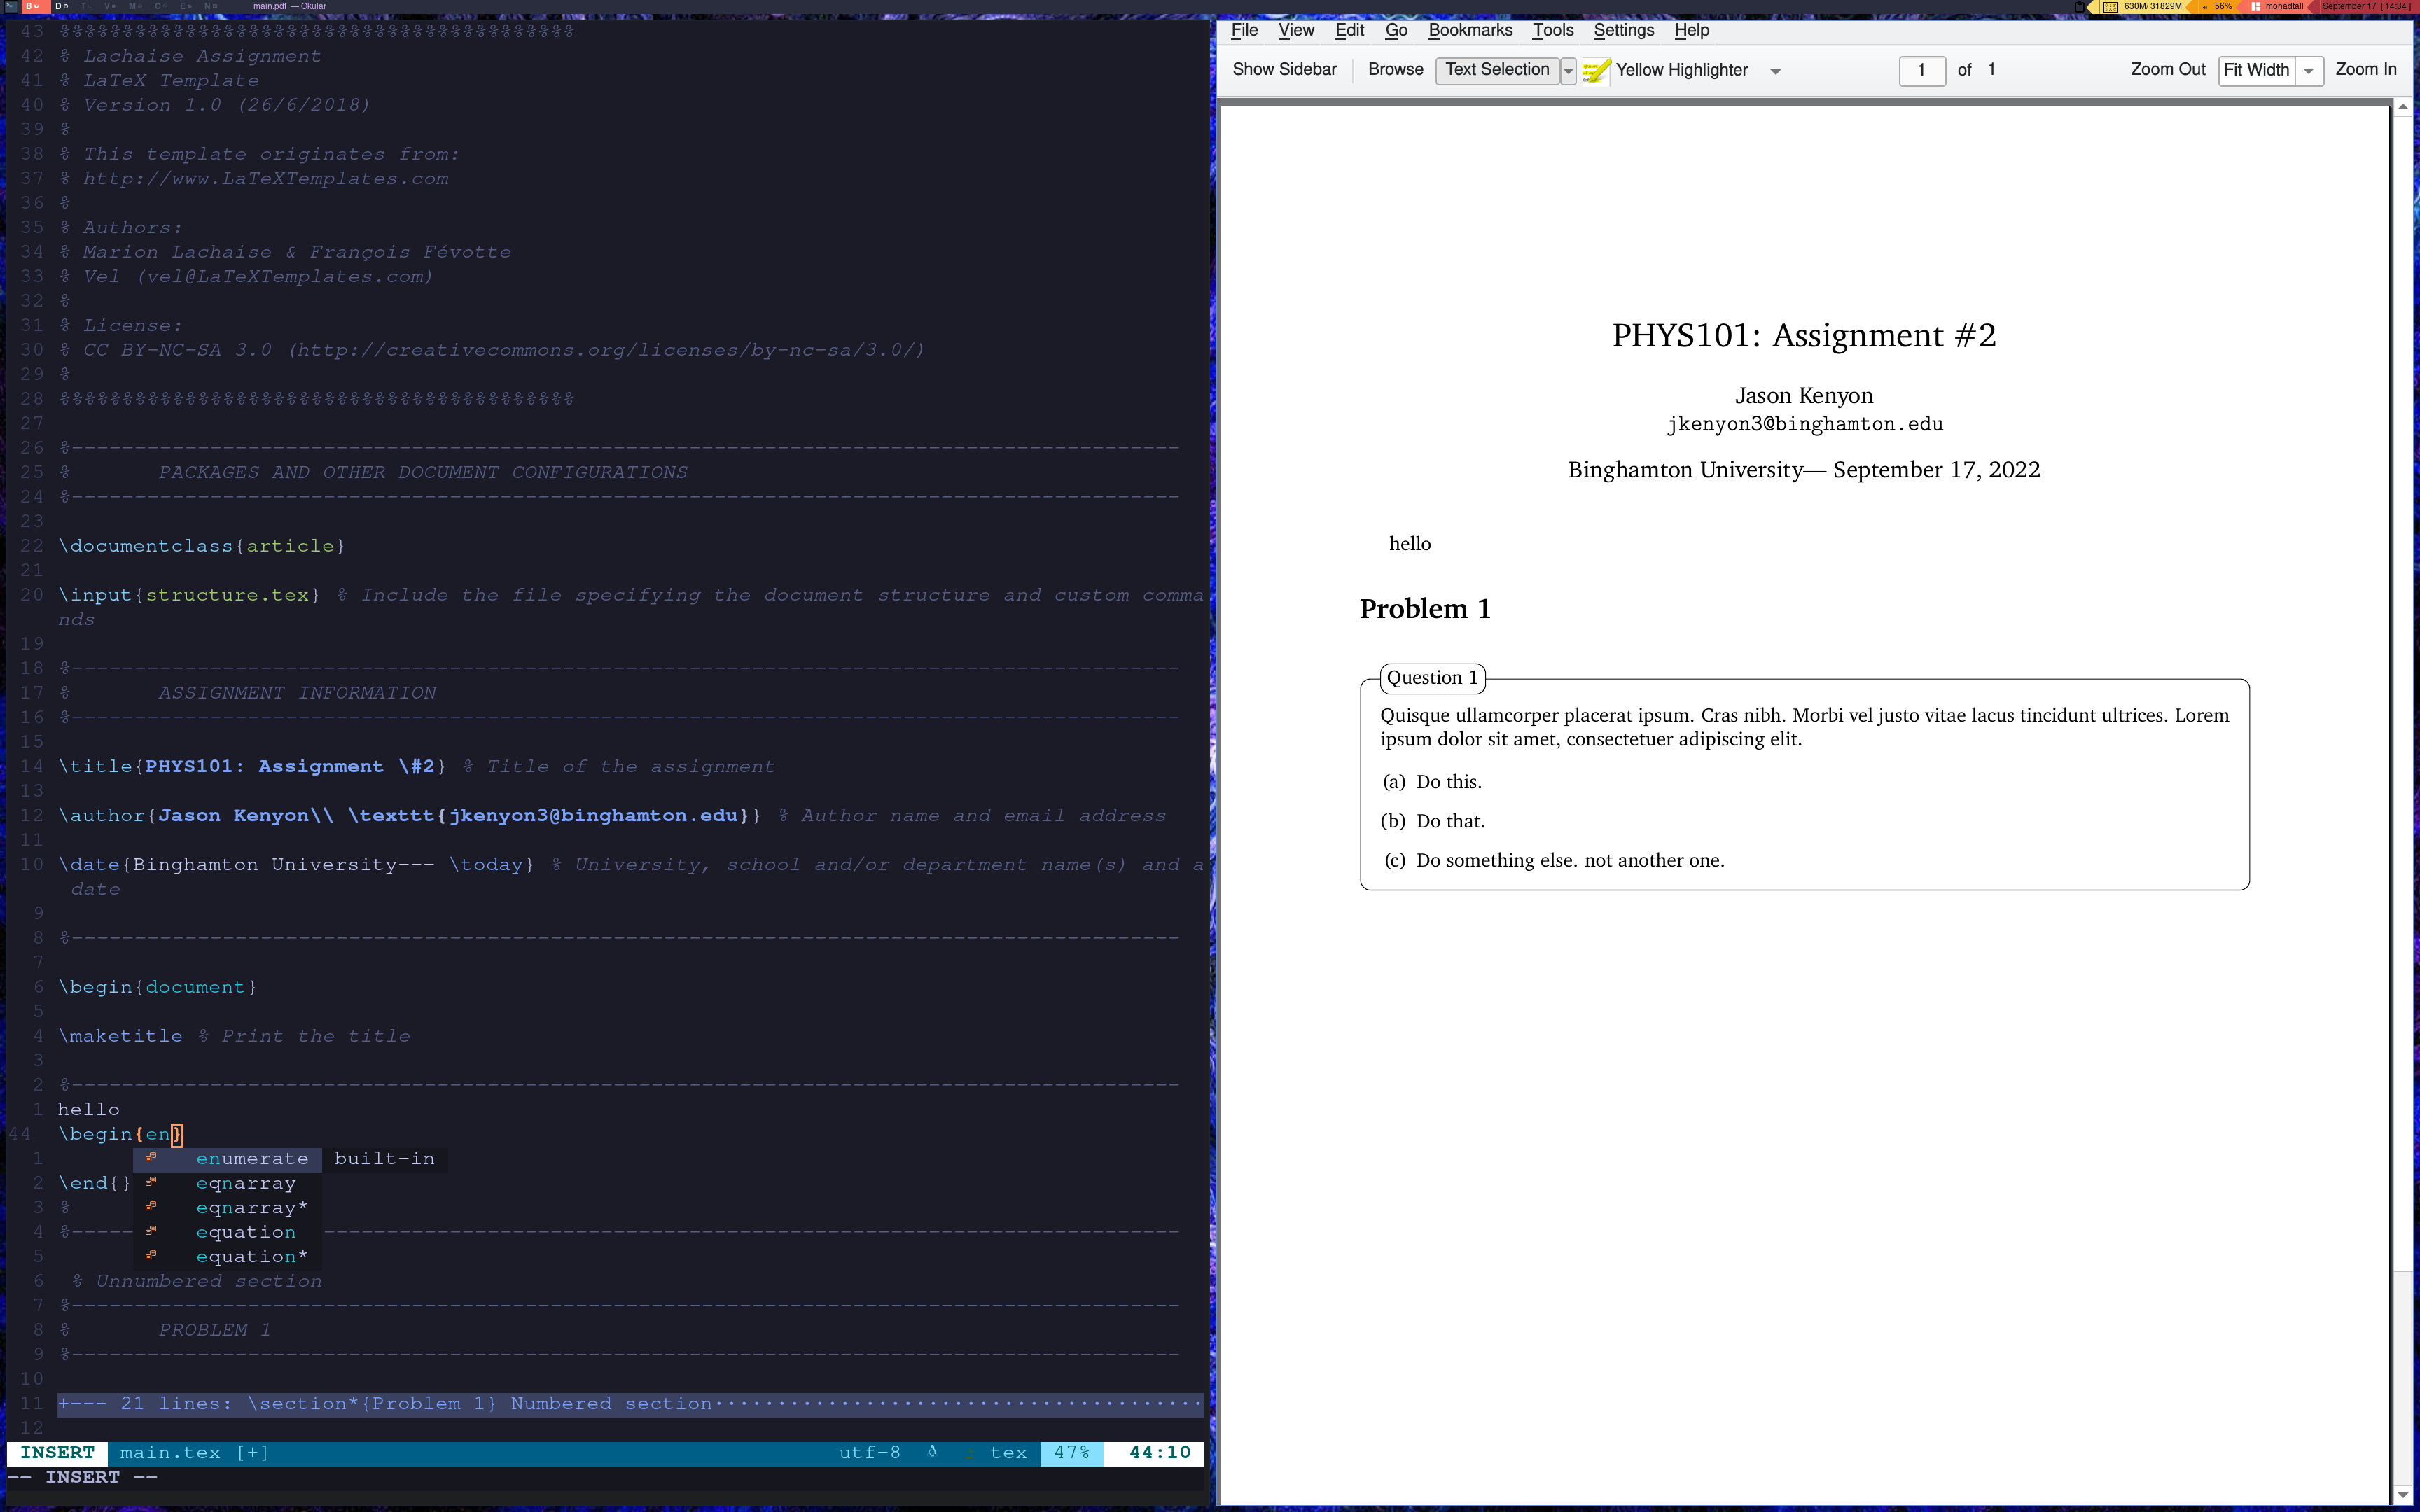 B D T V M C E N main.pdf — Okular 630M/31829M 56% monadtall September 17 [ 14:34 ]
43 %%%%%%%%%%%%%%%%%%%%%%%%%%%%%%%%%%%%%%%%%
42 % Lachaise Assignment
41 % LaTeX Template
40 % Version 1.0 (26/6/2018)
39 %
38 % This template originates from:
37 % http://www.LaTeXTemplates.com
36 %
35 % Authors:
34 % Marion Lachaise & François Févotte
33 % Vel (vel@LaTeXTemplates.com)
32 %
31 % License:
30 % CC BY-NC-SA 3.0 (http://creativecommons.org/licenses/by-nc-sa/3.0/)
29 %
28 %%%%%%%%%%%%%%%%%%%%%%%%%%%%%%%%%%%%%%%%%
27
26 %----------------------------------------------------------------------------------------
25 % PACKAGES AND OTHER DOCUMENT CONFIGURATIONS
24 %----------------------------------------------------------------------------------------
23
22 \documentclass{article}
21
20 \input{structure.tex} % Include the file specifying the document structure and custom comma
nds
19
18 %----------------------------------------------------------------------------------------
17 % ASSIGNMENT INFORMATION
16 %----------------------------------------------------------------------------------------
15
14 \title{PHYS101: Assignment \#2} % Title of the assignment
13
12 \author{Jason Kenyon\\ \texttt{jkenyon3@binghamton.edu}} % Author name and email address
11
10 \date{Binghamton University--- \today} % University, school and/or department name(s) and a
date
9
8 %----------------------------------------------------------------------------------------
7
6 \begin{document}
5
4 \maketitle % Print the title
3
2 %----------------------------------------------------------------------------------------
1 hello
44 \begin{en}
1 enumerate built-in
2 \end{} eqnarray
3 % eqnarray*
4 %---- equation ----------------------------------------------------------------------
5 equation*
6 % Unnumbered section
7 %----------------------------------------------------------------------------------------
8 % PROBLEM 1
9 %----------------------------------------------------------------------------------------
10
11 +--- 21 lines: \section*{Problem 1} Numbered section·······································
12
INSERT main.tex [+] utf-8 tex 47% 44:10
-- INSERT --
File View Edit Go Bookmarks Tools Settings Help
Show Sidebar Browse Text Selection Yellow Highlighter 1 of 1 Zoom Out Fit Width Zoom In
PHYS101: Assignment #2
Jason Kenyon
jkenyon3@binghamton.edu
Binghamton University— September 17, 2022
hello
Problem 1
Question 1
Quisque ullamcorper placerat ipsum. Cras nibh. Morbi vel justo vitae lacus tincidunt ultrices. Lorem
ipsum dolor sit amet, consectetuer adipiscing elit.
(a) Do this.
(b) Do that.
(c) Do something else. not another one.